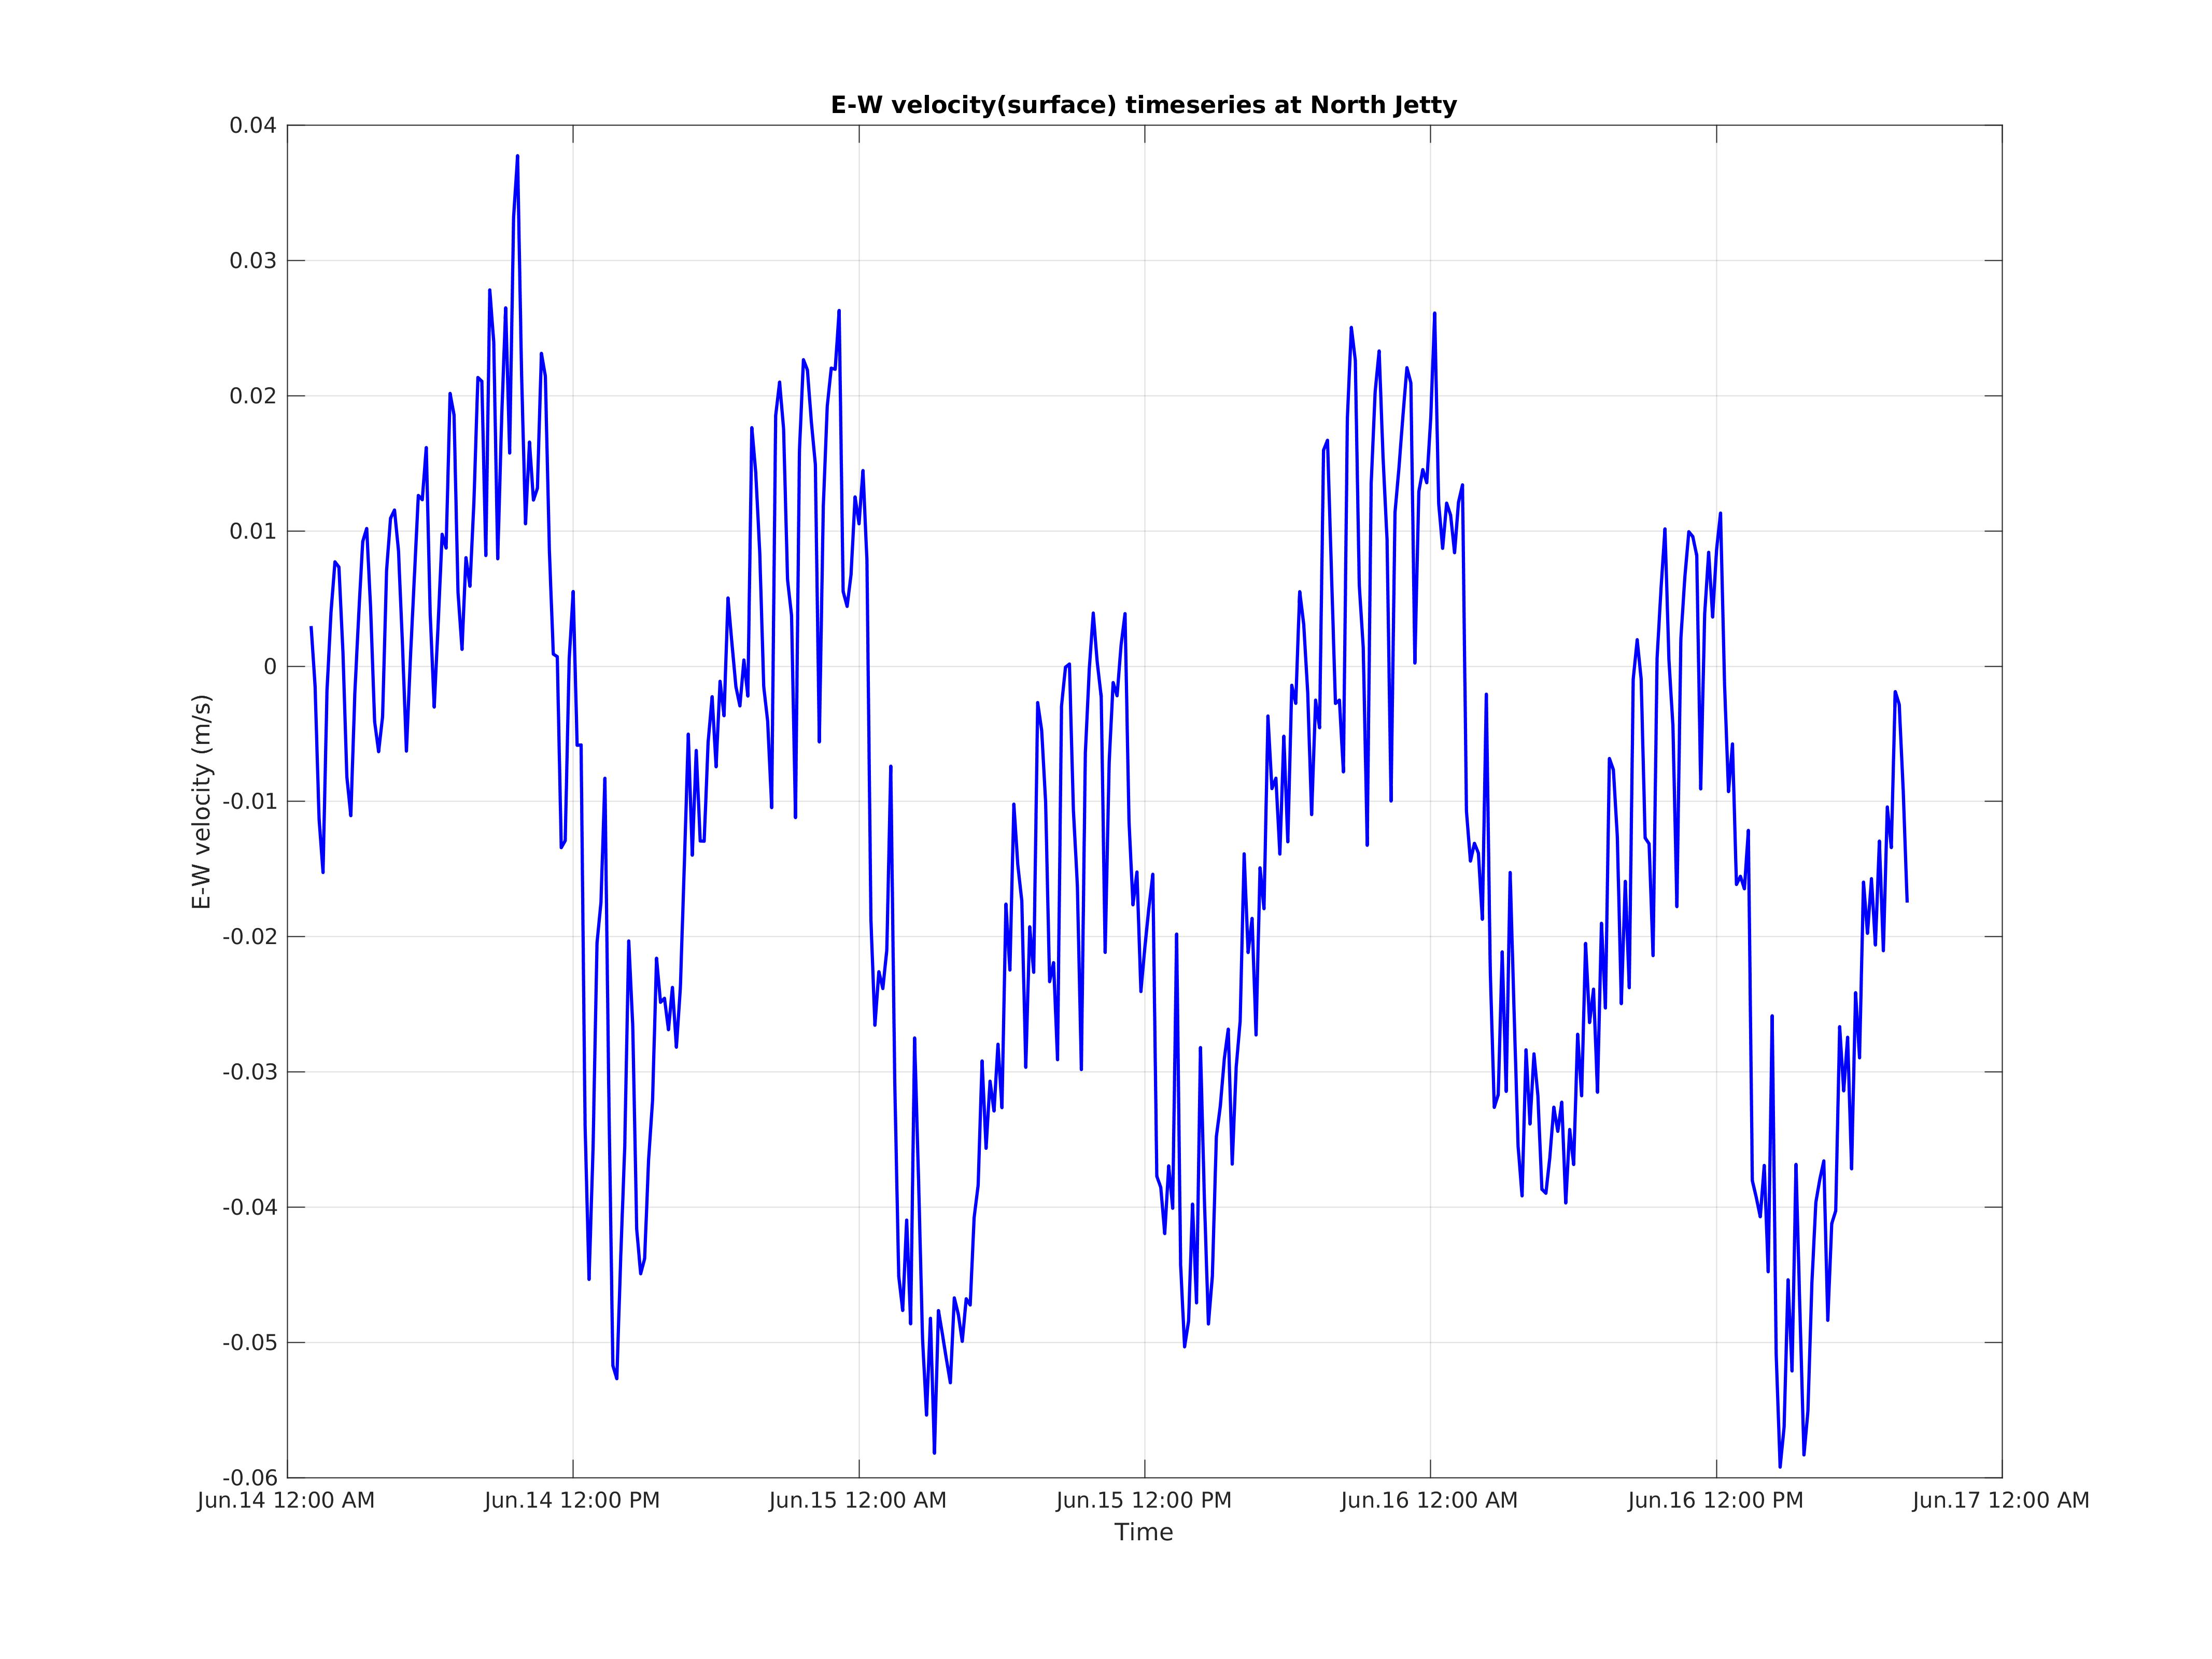 E-W velocity(surface) timeseries at North Jetty
0.04
0.03
0.02
0.01
0
-0.01
-0.02
-0.03
-0.04
-0.05
-0.06
E-W velocity (m/s)
Jun.14 12:00 AM Jun.14 12:00 PM Jun.15 12:00 AM Jun.15 12:00 PM Jun.16 12:00 AM Jun.16 12:00 PM Jun.17 12:00 AM
Time